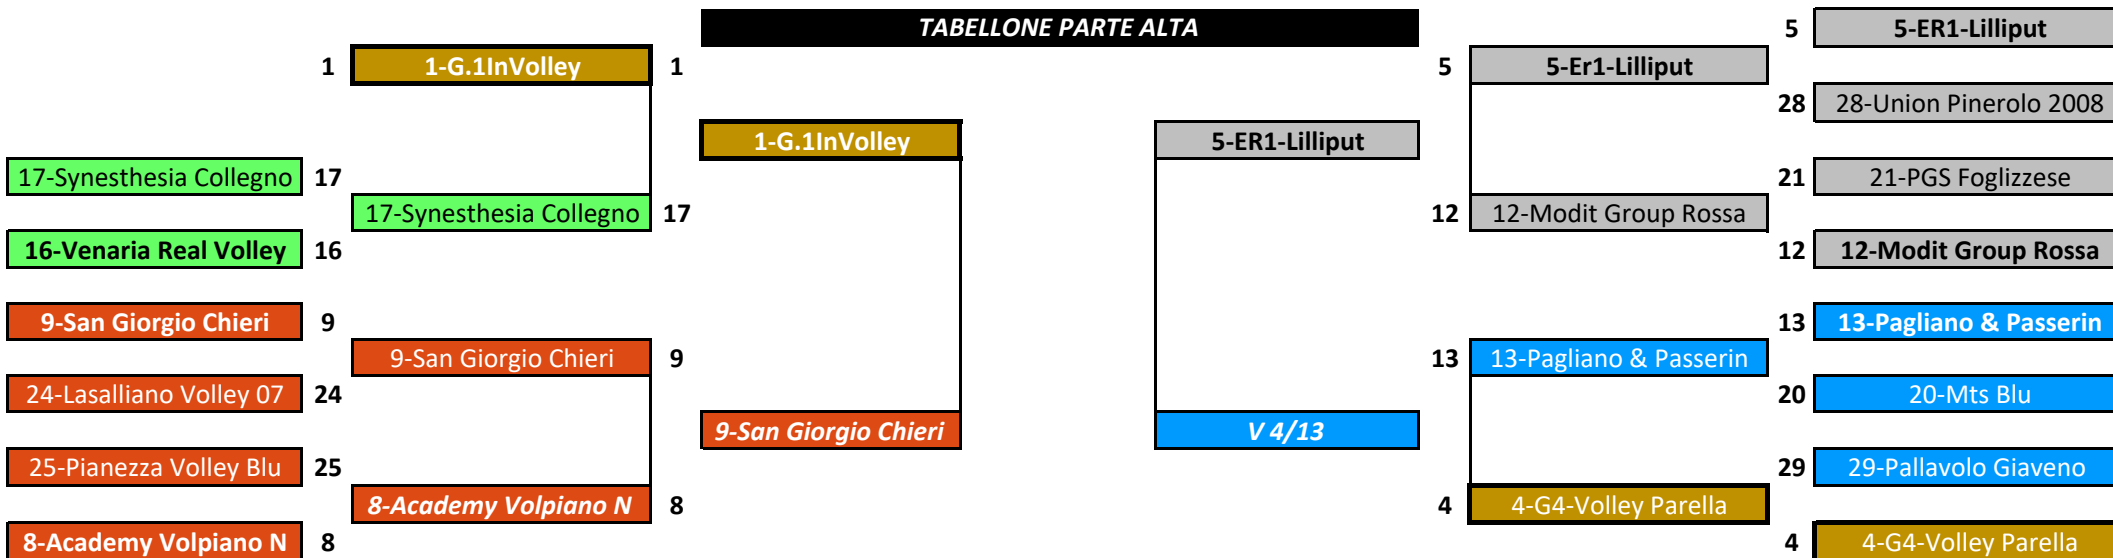 TABELLONE PARTE ALTA
5 5-ER1-Lilliput
1 1-G.1InVolley 1 5 5-Er1-Lilliput
28 28-Union Pinerolo 2008
1-G.1InVolley 5-ER1-Lilliput
17-Synesthesia Collegno 17 21 21-PGS Foglizzese
17-Synesthesia Collegno 17 12 12-Modit Group Rossa
16-Venaria Real Volley 16 12 12-Modit Group Rossa
9-San Giorgio Chieri 9 13 13-Pagliano & Passerin
9-San Giorgio Chieri 9 13 13-Pagliano & Passerin
24-Lasalliano Volley 07 24 20 20-Mts Blu
9-San Giorgio Chieri V 4/13
25-Pianezza Volley Blu 25 29 29-Pallavolo Giaveno
8-Academy Volpiano N 8 4 4-G4-Volley Parella
8-Academy Volpiano N 8 4 4-G4-Volley Parella